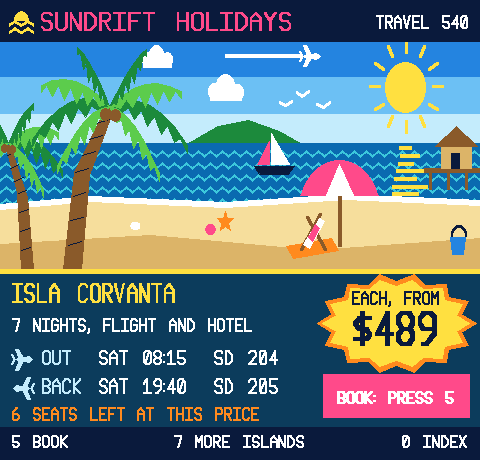 SUNDRIFT HOLIDAYS
TRAVEL 540
ISLA CORVANTA
7 NIGHTS, FLIGHT AND HOTEL
OUT SAT 08:15 SD 204
BACK SAT 19:40 SD 205
6 SEATS LEFT AT THIS PRICE
EACH, FROM
$489
BOOK: PRESS 5
5 BOOK
7 MORE ISLANDS
0 INDEX